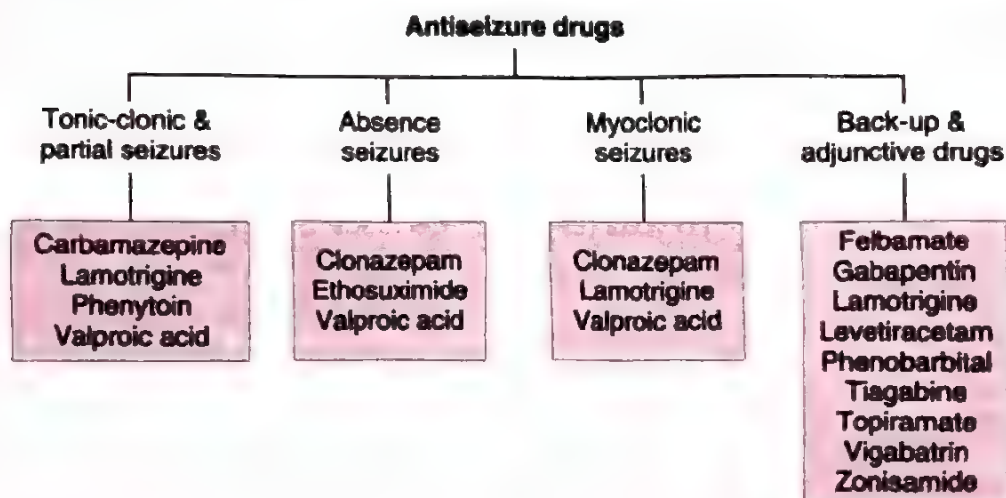 Antiseizure drugs
Tonic-clonic &
partial seizures
Absence
seizures
Myoclonic
seizures
Back-up &
adjunctive drugs
Carbamazepine
Lamotrigine
Phenytoin
Valproic acid
Clonazepam
Ethosuximide
Valproic acid
Clonazepam
Lamotrigine
Valproic acid
Felbamate
Gabapentin
Lamotrigine
Levetiracetam
Phenobarbital
Tiagabine
Topiramate
Vigabatrin
Zonisamide